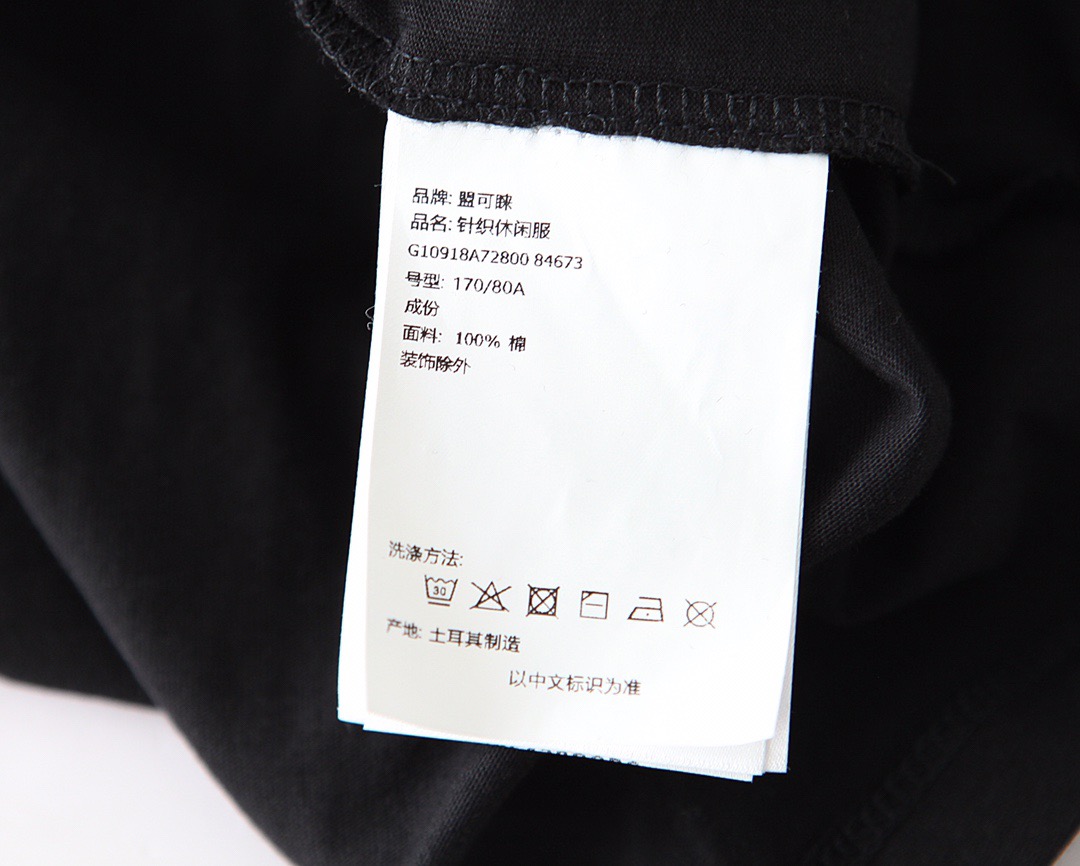 品牌: 盟可睐
品名: 针织休闲服
G10918A72800 84673
号型: 170/80A
成份
面料: 100% 棉
装饰除外
洗涤方法:
30
产地: 土耳其制造
以中文标识为准